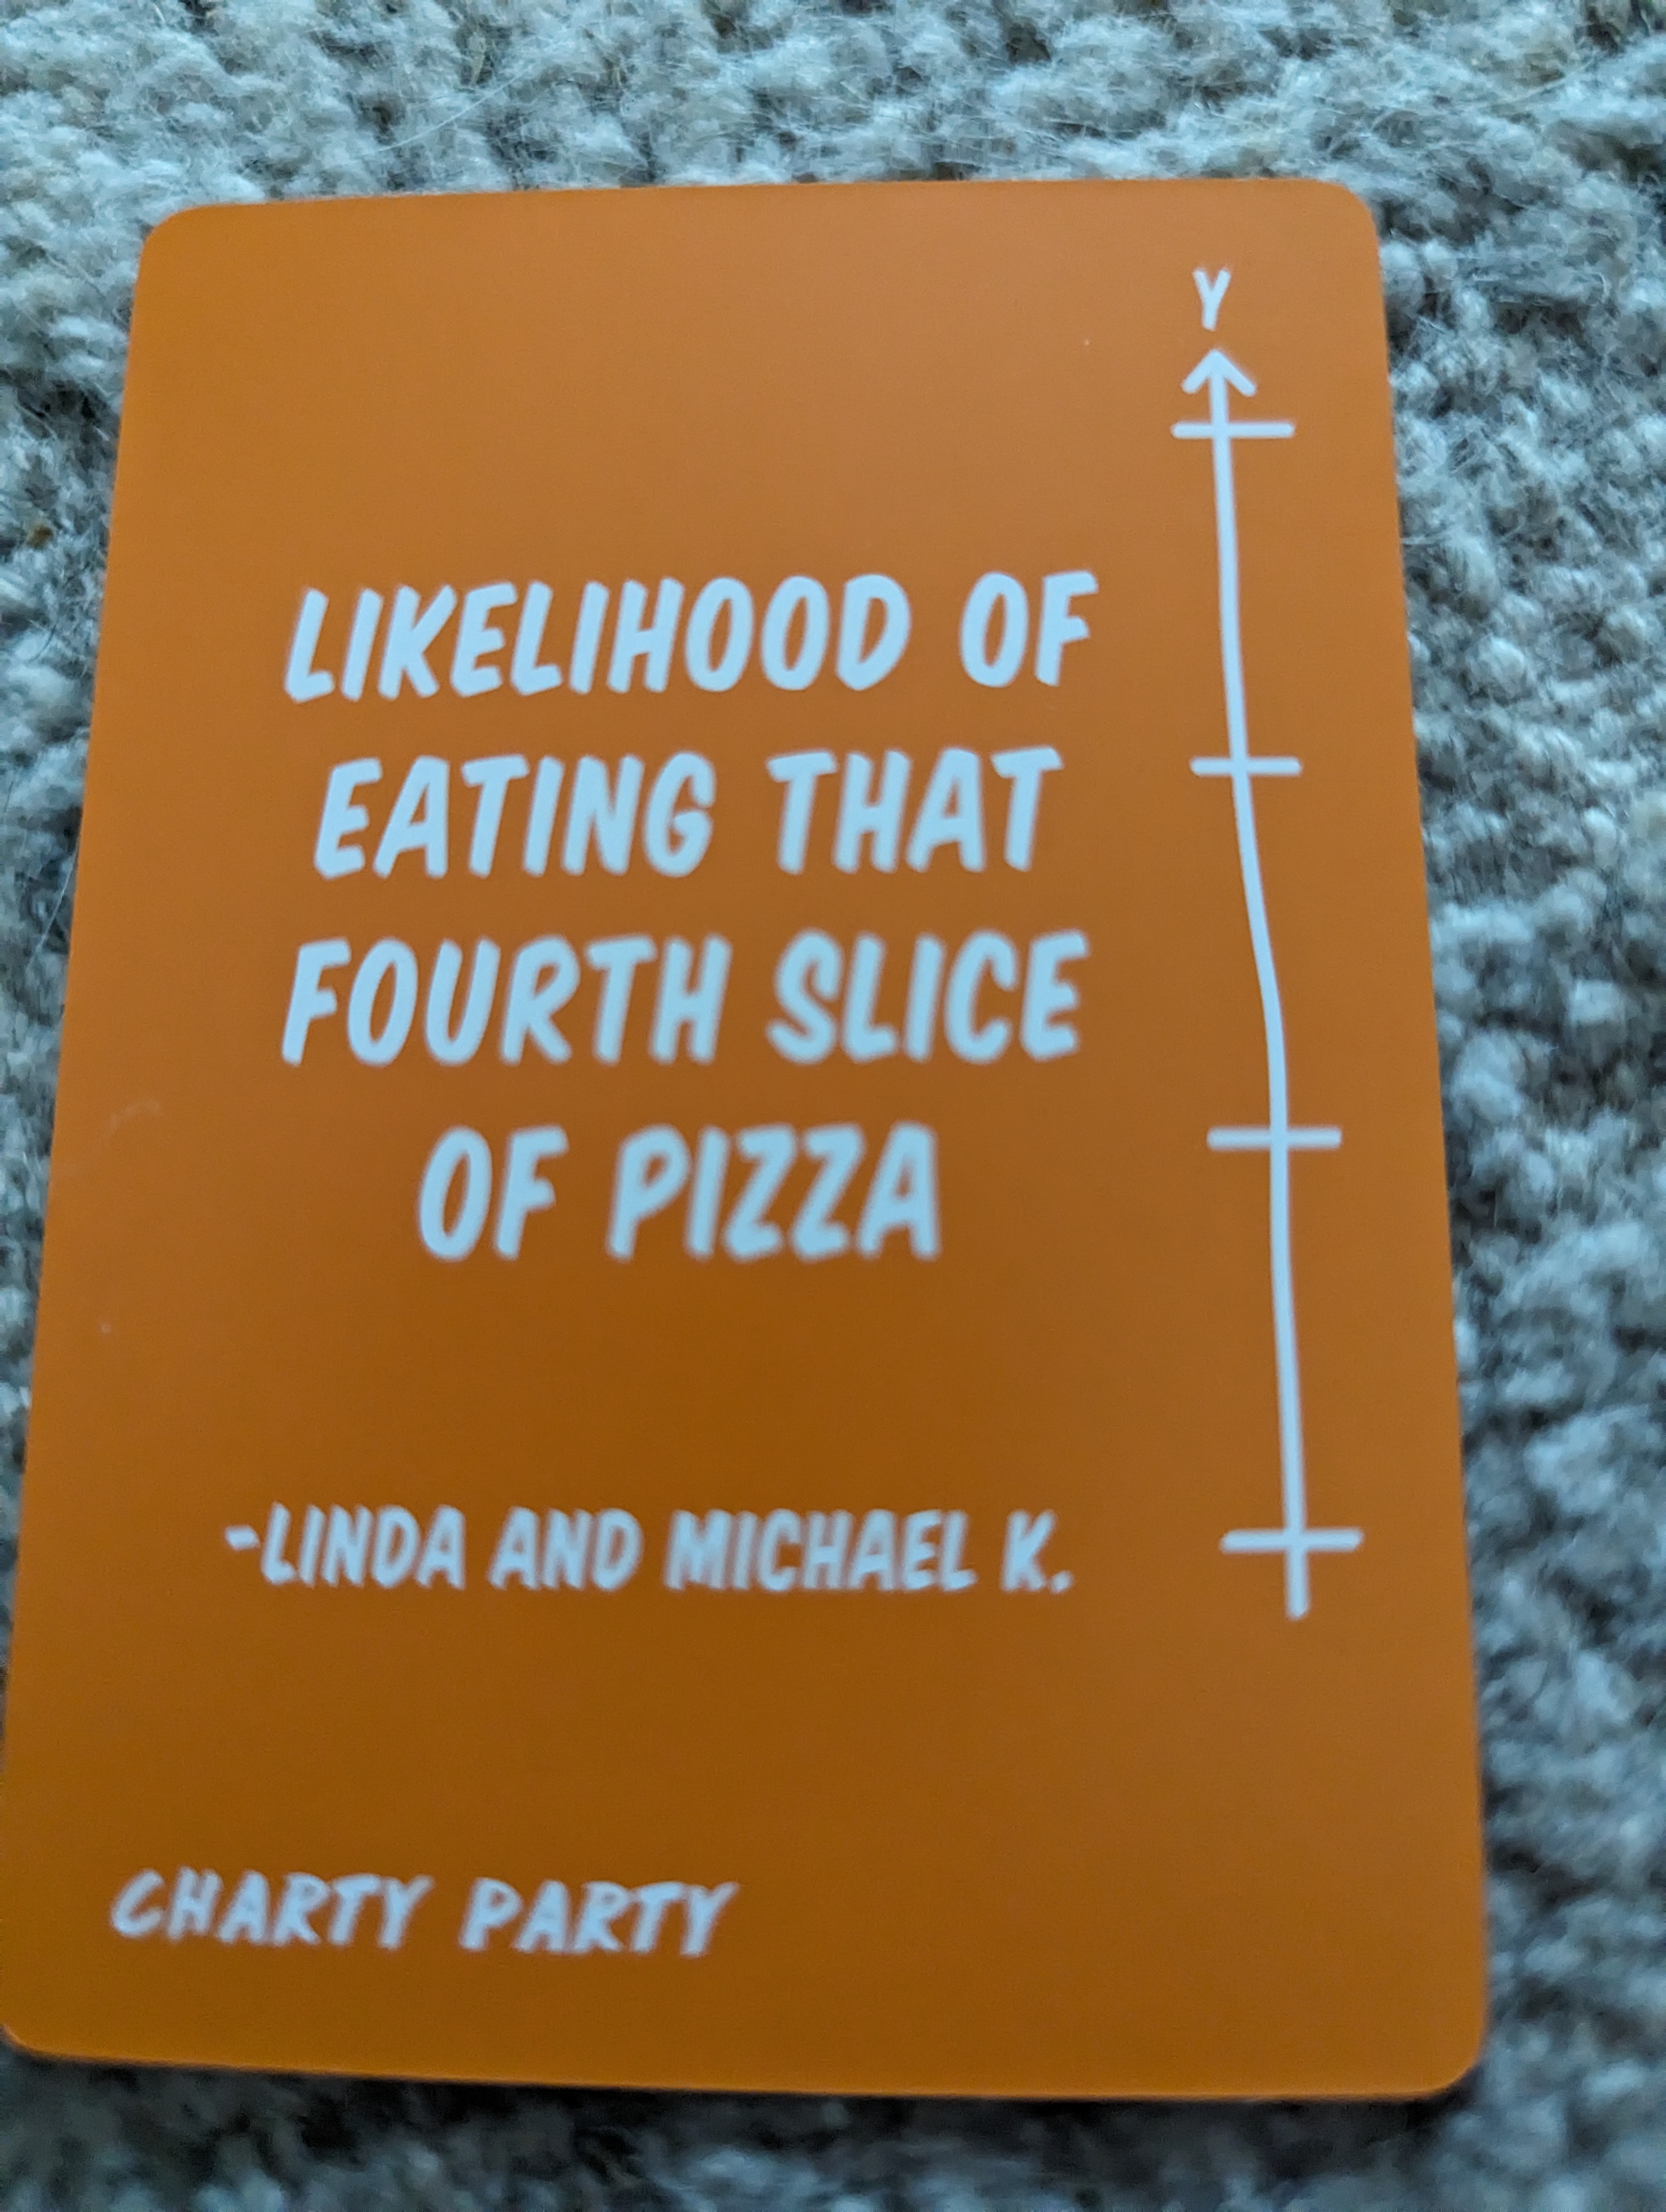 Y
LIKELIHOOD OF
EATING THAT
FOURTH SLICE
OF PIZZA
-LINDA AND MICHAEL K.
CHARTY PARTY